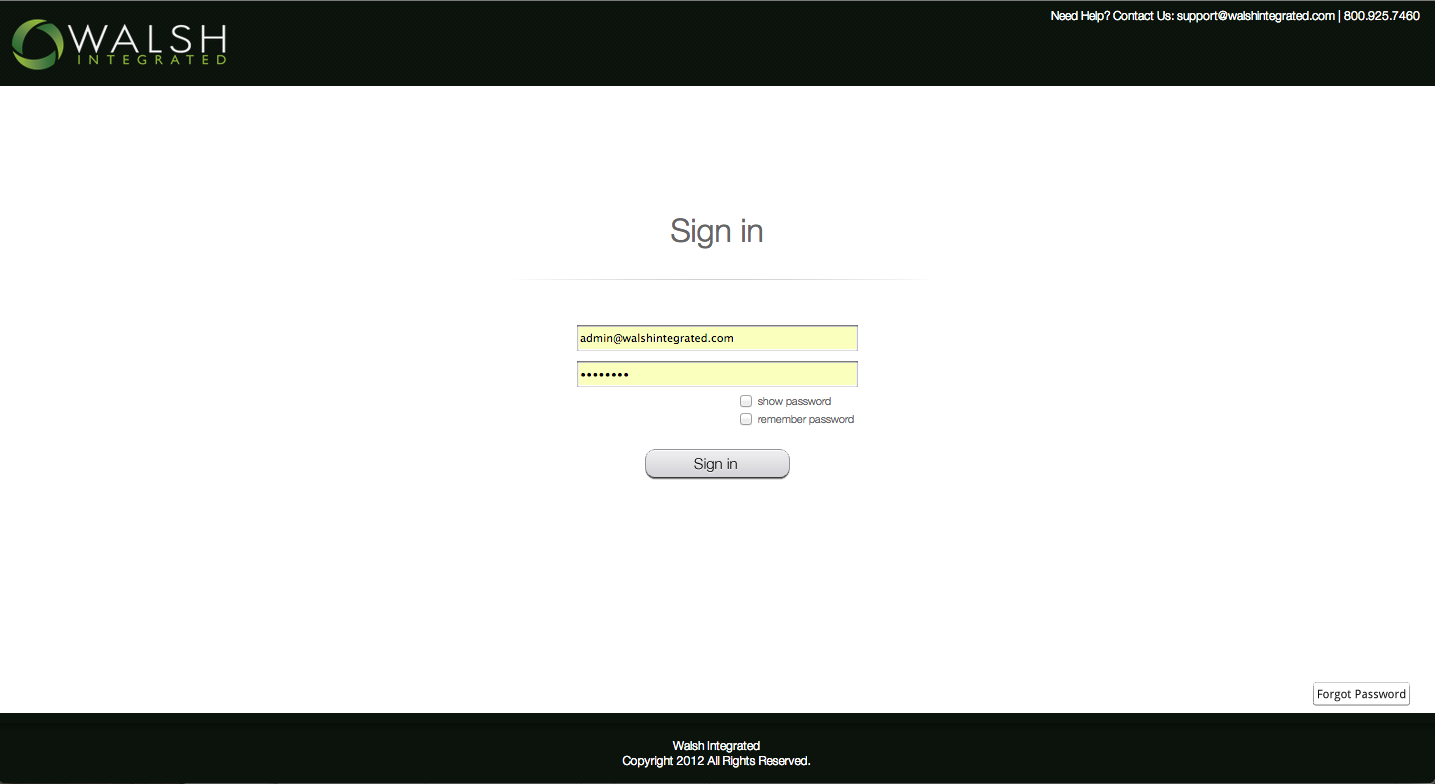 WALSH
INTEGRATED
Need Help? Contact Us: support@walshintegrated.com | 800.925.7460
Sign in
admin@walshintegrated.com
••••••••
show password
remember password
Sign in
Forgot Password
Walsh Integrated
Copyright 2012 All Rights Reserved.